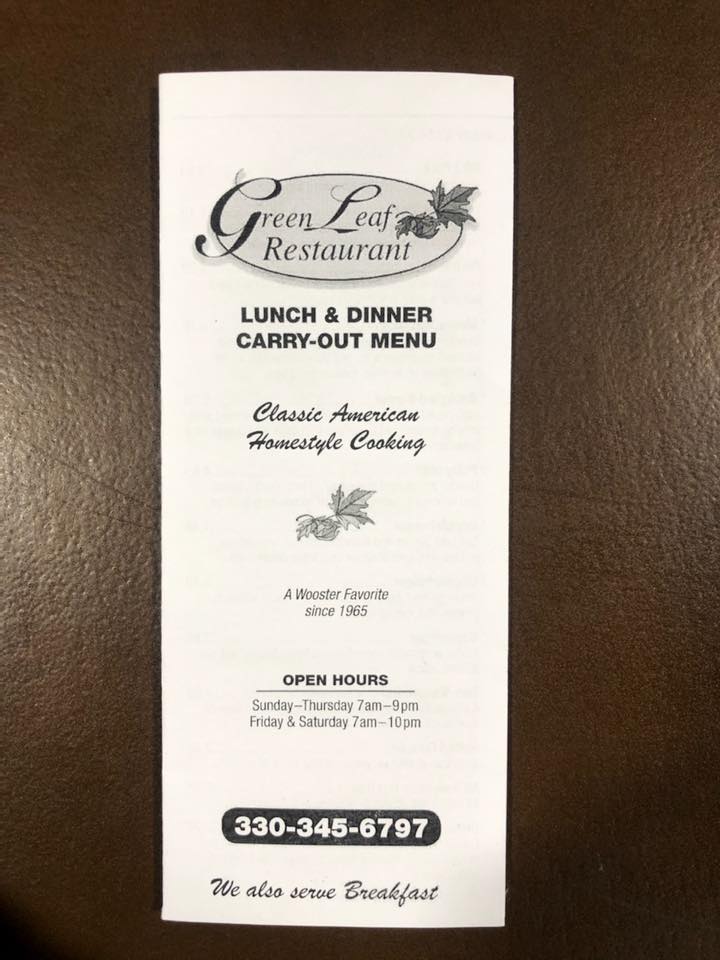 Green Leaf
Restaurant
LUNCH & DINNER
CARRY-OUT MENU
Classic American
Homestyle Cooking
A Wooster Favorite
since 1965
OPEN HOURS
Sunday–Thursday 7am–9pm
Friday & Saturday 7am–10pm
330-345-6797
We also serve Breakfast